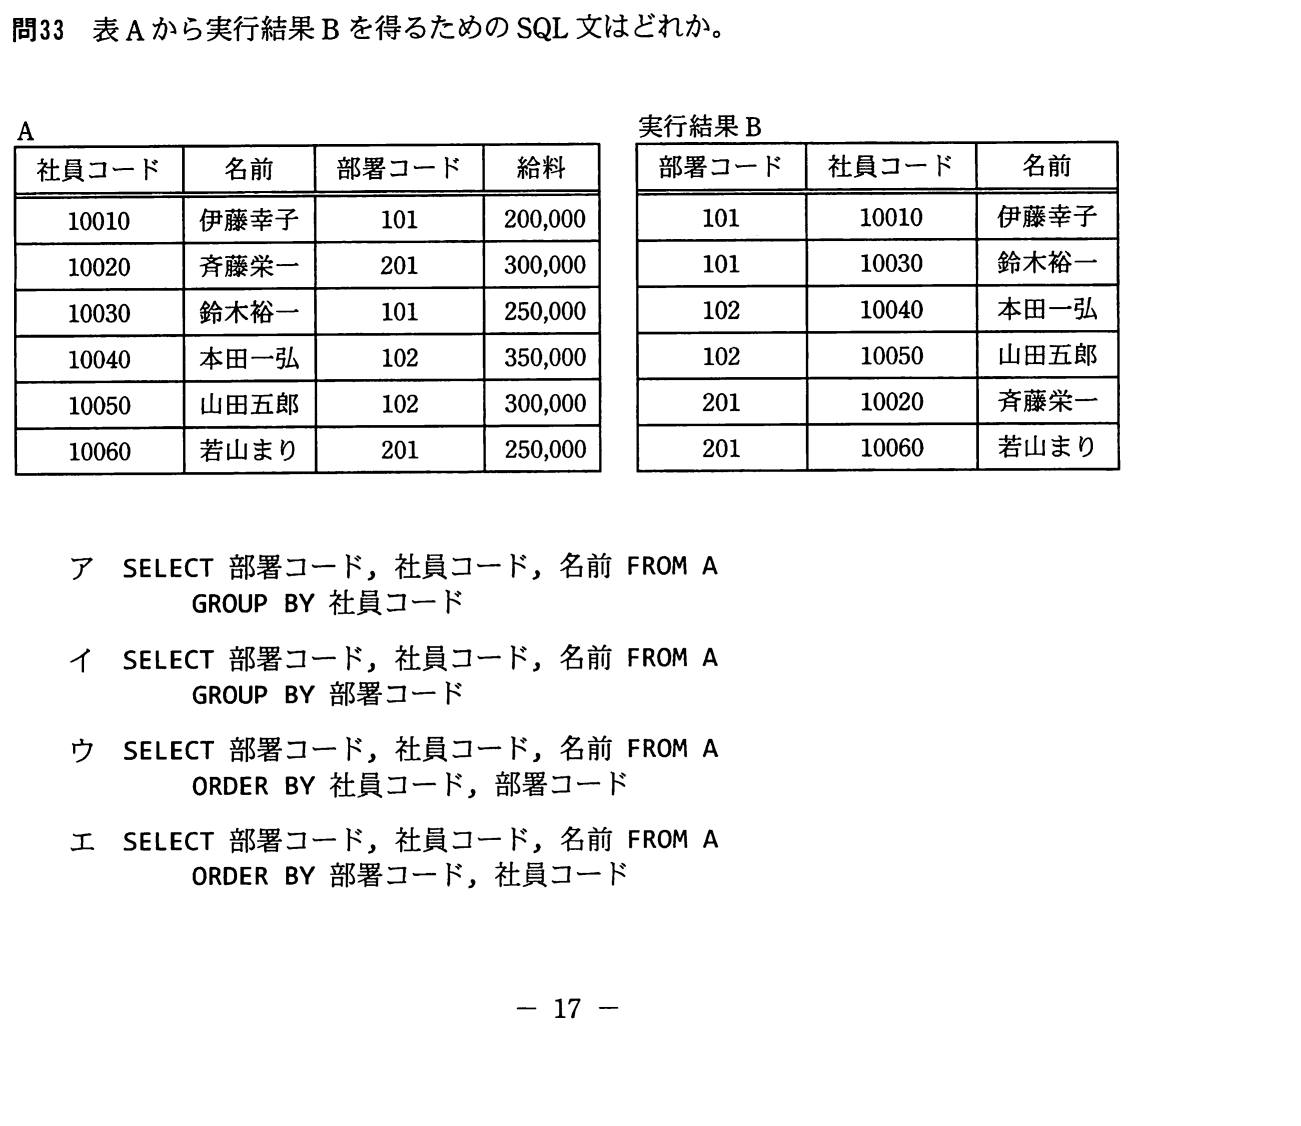 問33 表Aから実行結果Bを得るためのSQL文はどれか。
A
社員コード 名前 部署コード 給料
10010 伊藤幸子 101 200,000
10020 斉藤栄一 201 300,000
10030 鈴木裕一 101 250,000
10040 本田一弘 102 350,000
10050 山田五郎 102 300,000
10060 若山まり 201 250,000
実行結果B
部署コード 社員コード 名前
101 10010 伊藤幸子
101 10030 鈴木裕一
102 10040 本田一弘
102 10050 山田五郎
201 10020 斉藤栄一
201 10060 若山まり
ア SELECT 部署コード, 社員コード, 名前 FROM A
GROUP BY 社員コード
イ SELECT 部署コード, 社員コード, 名前 FROM A
GROUP BY 部署コード
ウ SELECT 部署コード, 社員コード, 名前 FROM A
ORDER BY 社員コード, 部署コード
エ SELECT 部署コード, 社員コード, 名前 FROM A
ORDER BY 部署コード, 社員コード
— 17 —